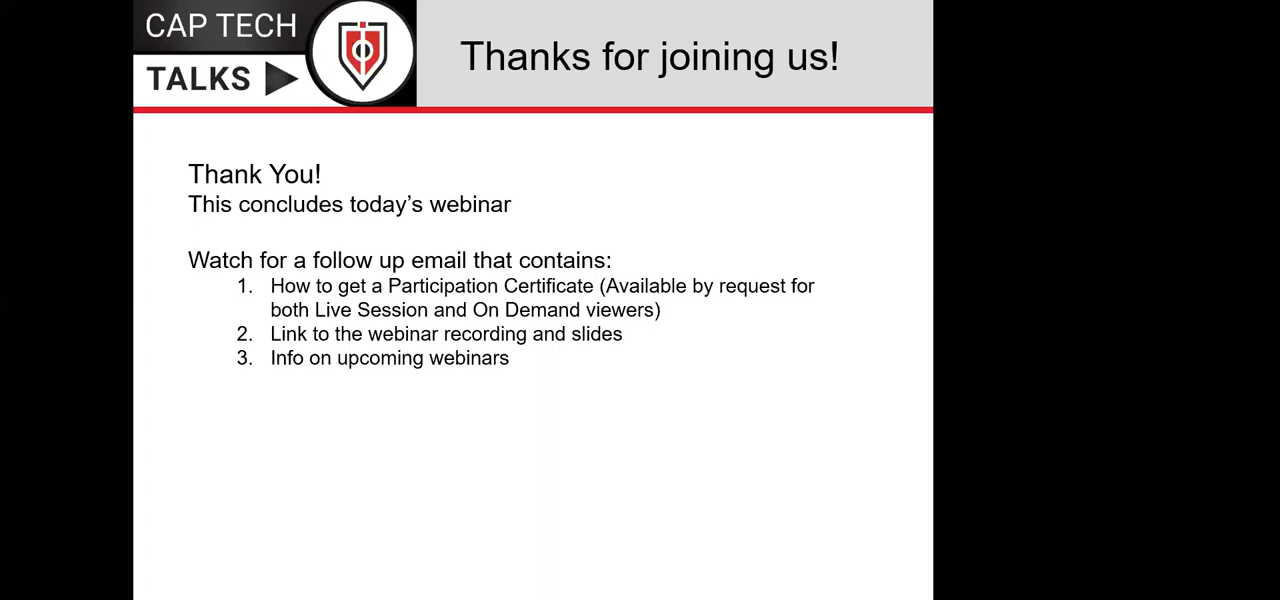 CAP TECH
TALKS
Thanks for joining us!
Thank You!
This concludes today’s webinar
Watch for a follow up email that contains:
1. How to get a Participation Certificate (Available by request for
both Live Session and On Demand viewers)
2. Link to the webinar recording and slides
3. Info on upcoming webinars